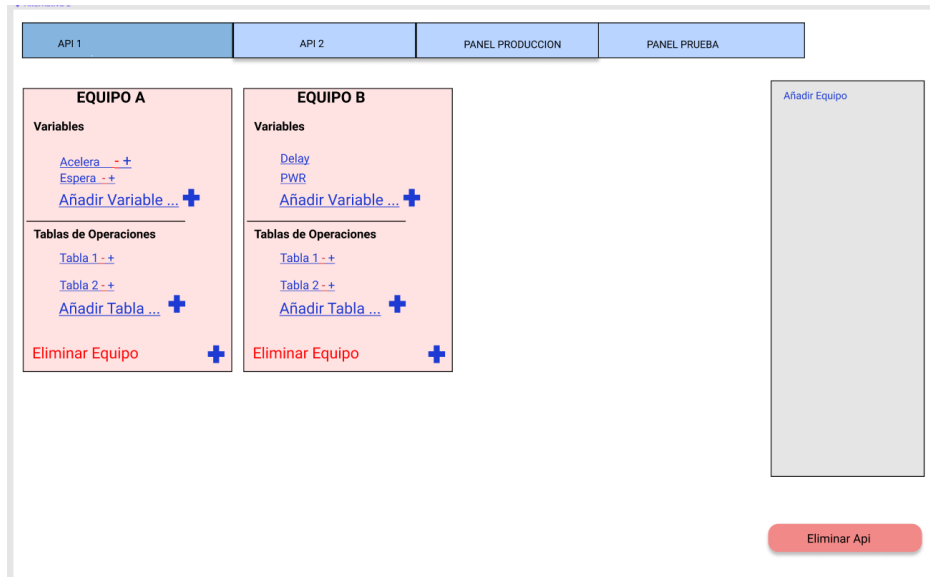 API 1
API 2
PANEL PRODUCCION
PANEL PRUEBA
EQUIPO A
Variables
Acelera - +
Espera - +
Añadir Variable ...
Tablas de Operaciones
Tabla 1 - +
Tabla 2 - +
Añadir Tabla ...
Eliminar Equipo
EQUIPO B
Variables
Delay
PWR
Añadir Variable ...
Tablas de Operaciones
Tabla 1 - +
Tabla 2 - +
Añadir Tabla ...
Eliminar Equipo
Añadir Equipo
Eliminar Api